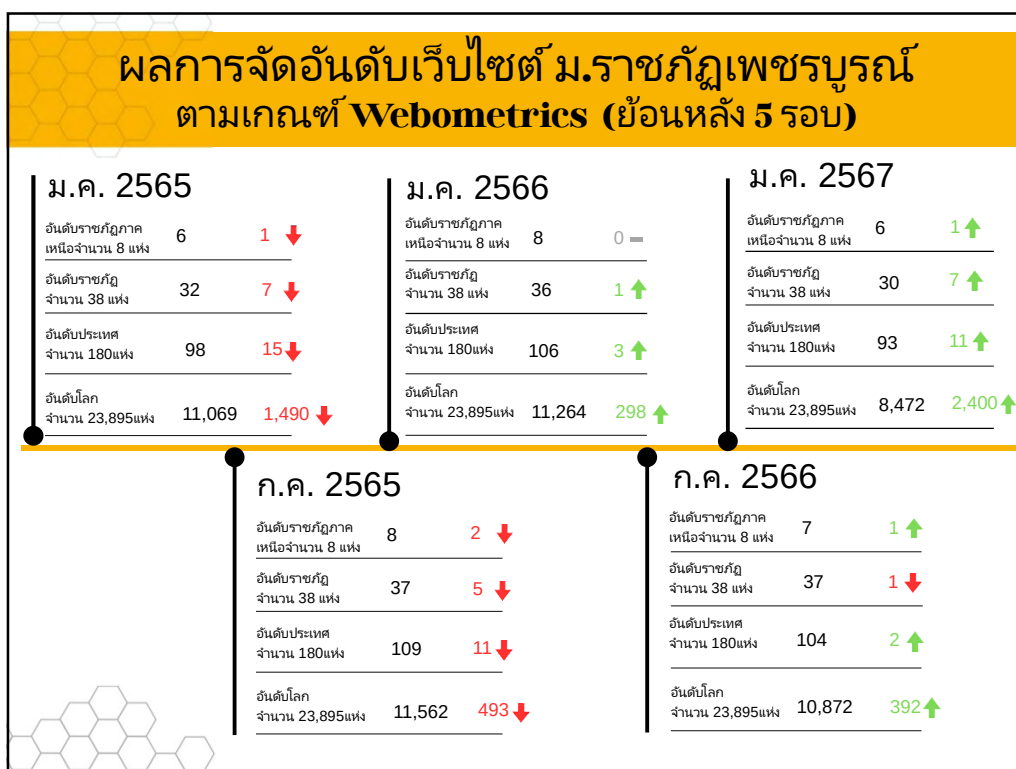 ผลการจัดอันดับเว็บไซต์ ม.ราชภัฏเพชรบูรณ์
ตามเกณฑ์ Webometrics (ย้อนหลัง 5 รอบ)
ม.ค. 2565
อันดับราชภัฏภาค
เหนือจำนวน 8 แห่ง 6 1
อันดับราชภัฏ
จำนวน 38 แห่ง 32 7
อันดับประเทศ
จำนวน 180แห่ง 98 15
อันดับโลก
จำนวน 23,895แห่ง 11,069 1,490
ม.ค. 2566
อันดับราชภัฏภาค
เหนือจำนวน 8 แห่ง 8 0
อันดับราชภัฏ
จำนวน 38 แห่ง 36 1
อันดับประเทศ
จำนวน 180แห่ง 106 3
อันดับโลก
จำนวน 23,895แห่ง 11,264 298
ม.ค. 2567
อันดับราชภัฏภาค
เหนือจำนวน 8 แห่ง 6 1
อันดับราชภัฏ
จำนวน 38 แห่ง 30 7
อันดับประเทศ
จำนวน 180แห่ง 93 11
อันดับโลก
จำนวน 23,895แห่ง 8,472 2,400
ก.ค. 2565
อันดับราชภัฏภาค
เหนือจำนวน 8 แห่ง 8 2
อันดับราชภัฏ
จำนวน 38 แห่ง 37 5
อันดับประเทศ
จำนวน 180แห่ง 109 11
อันดับโลก
จำนวน 23,895แห่ง 11,562 493
ก.ค. 2566
อันดับราชภัฏภาค
เหนือจำนวน 8 แห่ง 7 1
อันดับราชภัฏ
จำนวน 38 แห่ง 37 1
อันดับประเทศ
จำนวน 180แห่ง 104 2
อันดับโลก
จำนวน 23,895แห่ง 10,872 392